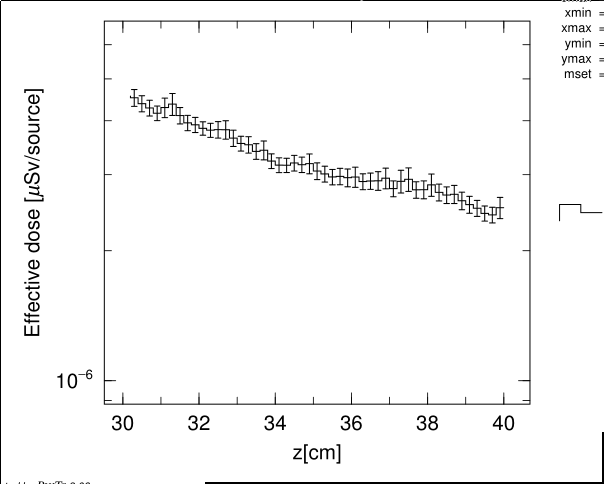 xmin =
xmax =
ymin =
ymax =
mset =
Effective dose [μSv/source]
10⁻⁶
30 32 34 36 38 40
z[cm]